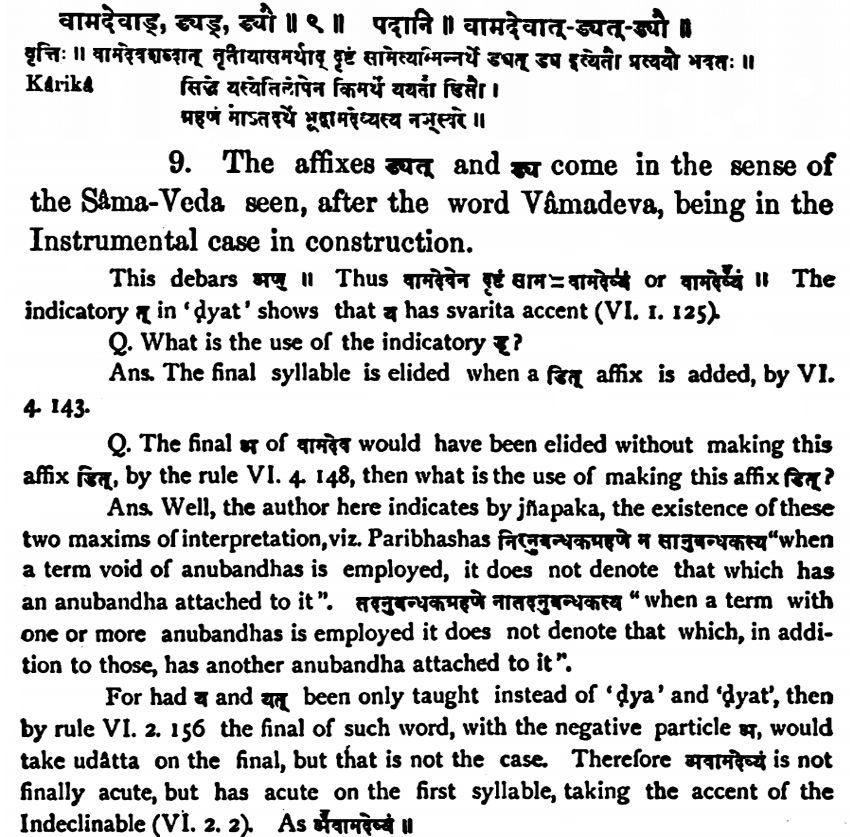 वामदेवाड्, ड्यड्, ड्यौ ॥ ९ ॥ पदानि ॥ वामदेवात्-ड्यत्-ड्यौ ॥
वृत्तिः ॥ वामदेवशब्दात् तृतीयासमर्थाद् दृष्टं सामेत्यस्मिन्नर्थे ड्यत् ड्य इत्येतौ प्रत्ययौ भवतः ॥
Kârikâ सिद्धे यस्येतिलोपेन किमर्थं ययतौ डितौ ।
ग्रहणं माऽतदर्थे भूद्वामदेव्यस्य नञ्स्वरे ॥
9. The affixes ड्यत् and ड्य come in the sense of
the Sâma-Veda seen, after the word Vâmadeva, being in the
Instrumental case in construction.
This debars अण् ॥ Thus वामदेवेन दृष्टं साम = वामदेव्यं or वामदेव्यं ॥ The
indicatory त् in 'ḍyat' shows that य has svarita accent (VI. 1. 125).
Q. What is the use of the indicatory ड्?
Ans. The final syllable is elided when a डित् affix is added, by VI.
4. 143.
Q. The final अ of वामदेव would have been elided without making this
affix डित्, by the rule VI. 4. 148, then what is the use of making this affix डित्?
Ans. Well, the author here indicates by jñapaka, the existence of these
two maxims of interpretation, viz. Paribhashas निरनुबन्धकग्रहणे न सानुबन्धकस्य "when
a term void of anubandhas is employed, it does not denote that which has
an anubandha attached to it". तदनुबन्धकग्रहणे नातदनुबन्धकस्य "when a term with
one or more anubandhas is employed it does not denote that which, in addi-
tion to those, has another anubandha attached to it".
For had य and यत् been only taught instead of 'ḍya' and 'ḍyat', then
by rule VI. 2. 156 the final of such word, with the negative particle अ, would
take udâtta on the final, but that is not the case. Therefore अवामदेव्यं is not
finally acute, but has acute on the first syllable, taking the accent of the
Indeclinable (VI. 2. 2). As अ॑वामदेव्यं ॥